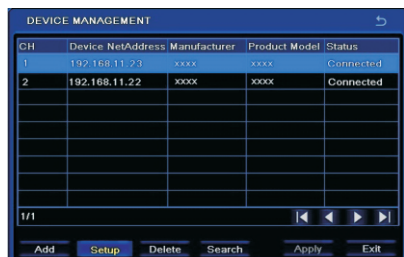 DEVICE MANAGEMENT
CH Device NetAddress Manufacturer Product Model Status
1 192.168.11.23 xxxx xxxx Connected
2 192.168.11.22 xxxx xxxx Connected
1/1
Add Setup Delete Search Apply Exit